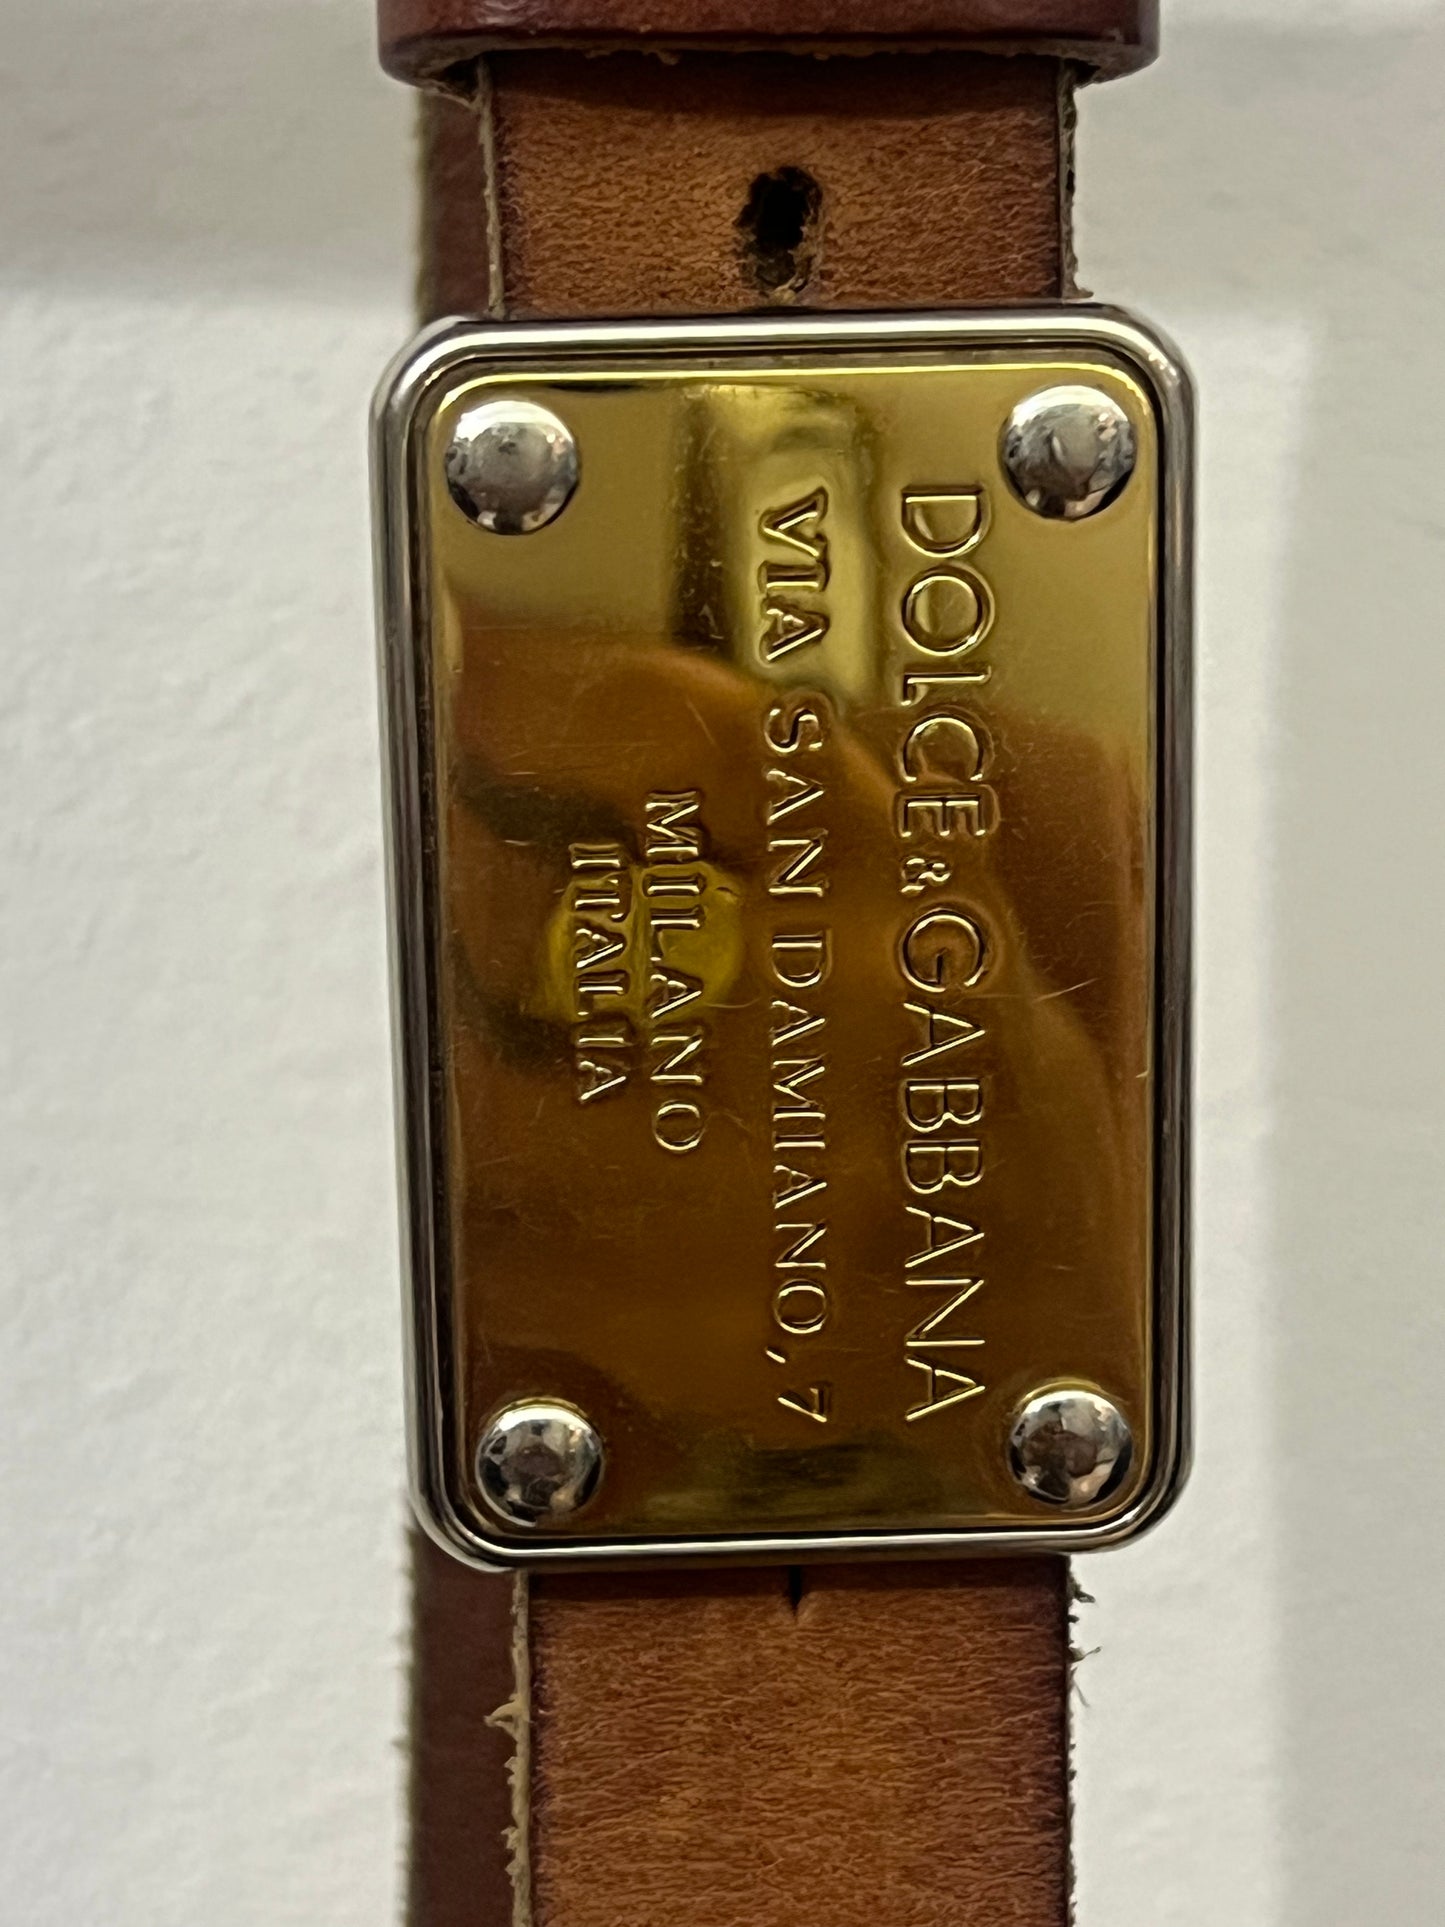 DOLCE&GABBANA
VIA SAN DAMIANO, 7
MILANO
ITALIA